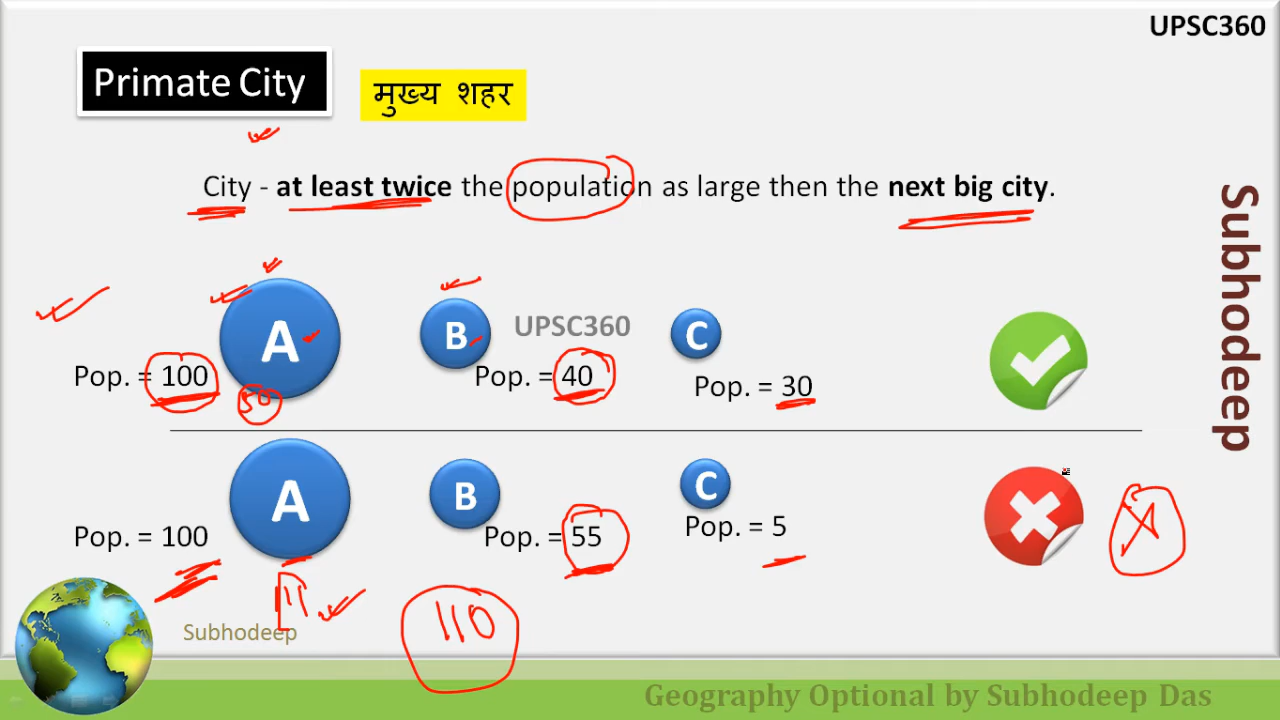 UPSC360
Primate City
मुख्य शहर
City - at least twice the population as large then the next big city.
A
B
UPSC360
C
Pop. = 100
50
Pop. = 40
Pop. = 30
A
B
C
Pop. = 100
Pop. = 55
Pop. = 5
110
Subhodeep
Subhodeep
Geography Optional by Subhodeep Das